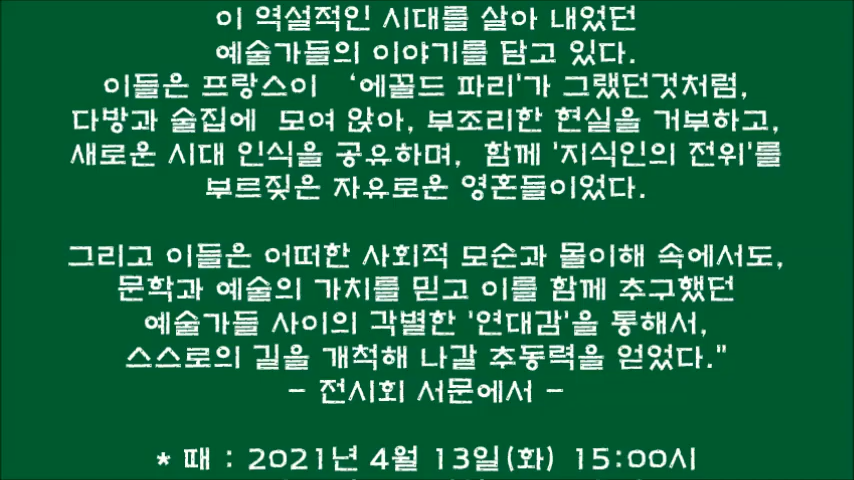 이 역설적인 시대를 살아 내었던
예술가들의 이야기를 담고 있다.
이들은 프랑스이 '에꼴드 파리'가 그랬던것처럼,
다방과 술집에 모여 앉아, 부조리한 현실을 거부하고,
새로운 시대 인식을 공유하며, 함께 '지식인의 전위'를
부르짖은 자유로운 영혼들이었다.
그리고 이들은 어떠한 사회적 모순과 몰이해 속에서도,
문학과 예술의 가치를 믿고 이를 함께 추구했던
예술가들 사이의 각별한 '연대감'을 통해서,
스스로의 길을 개척해 나갈 추동력을 얻었다."
- 전시회 서문에서 -
* 때 : 2021년 4월 13일(화) 15:00시